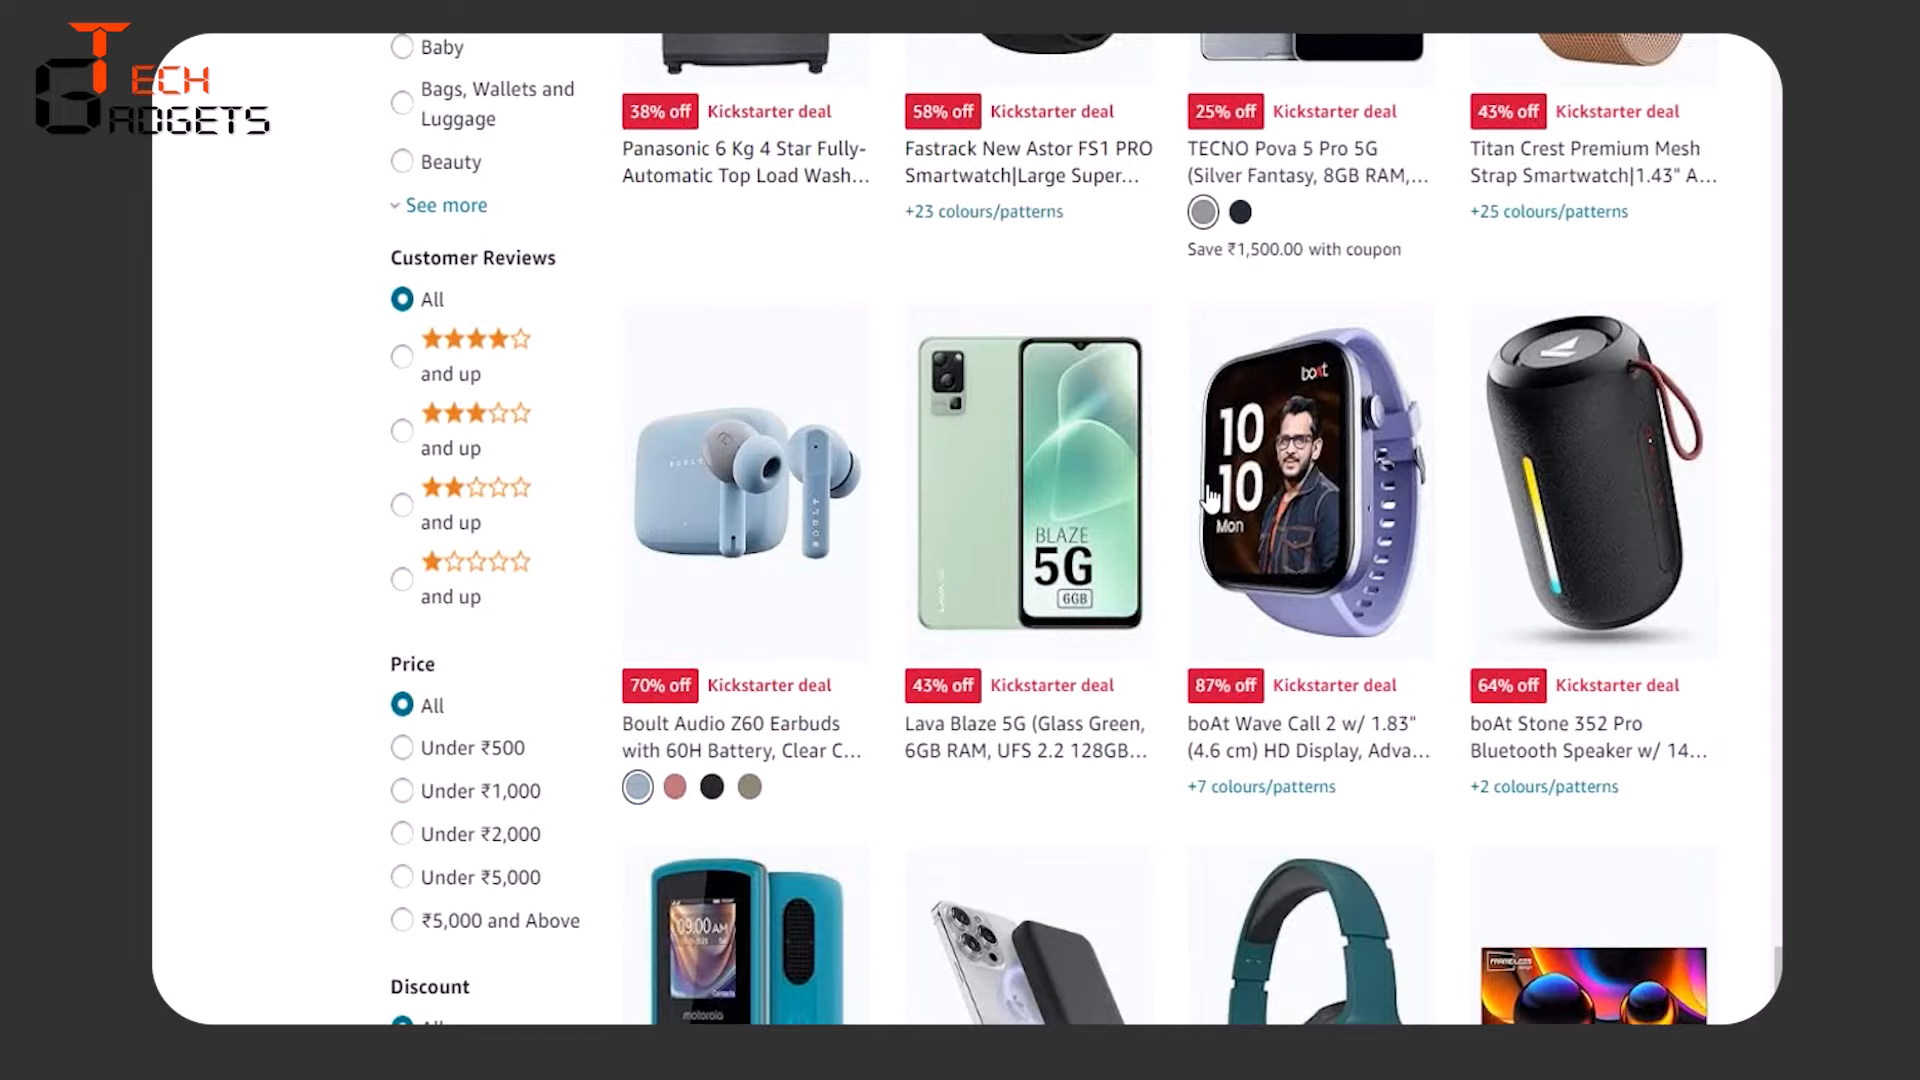 TECH
GADGETS
Baby
Bags, Wallets and
Luggage
Beauty
See more
Customer Reviews
All
and up
and up
and up
and up
Price
All
Under ₹500
Under ₹1,000
Under ₹2,000
Under ₹5,000
₹5,000 and Above
Discount
38% off Kickstarter deal
Panasonic 6 Kg 4 Star Fully-
Automatic Top Load Wash...
58% off Kickstarter deal
Fastrack New Astor FS1 PRO
Smartwatch|Large Super...
+23 colours/patterns
25% off Kickstarter deal
TECNO Pova 5 Pro 5G
(Silver Fantasy, 8GB RAM,...
Save ₹1,500.00 with coupon
43% off Kickstarter deal
Titan Crest Premium Mesh
Strap Smartwatch|1.43" A...
+25 colours/patterns
BOULT
BOULT
70% off Kickstarter deal
Boult Audio Z60 Earbuds
with 60H Battery, Clear C...
BLAZE
5G
6GB
43% off Kickstarter deal
Lava Blaze 5G (Glass Green,
6GB RAM, UFS 2.2 128GB...
boAt
10
10
Mon
87% off Kickstarter deal
boAt Wave Call 2 w/ 1.83"
(4.6 cm) HD Display, Adva...
+7 colours/patterns
64% off Kickstarter deal
boAt Stone 352 Pro
Bluetooth Speaker w/ 14...
+2 colours/patterns
09:00 AM
Contacts
motorola
FRAMELESS